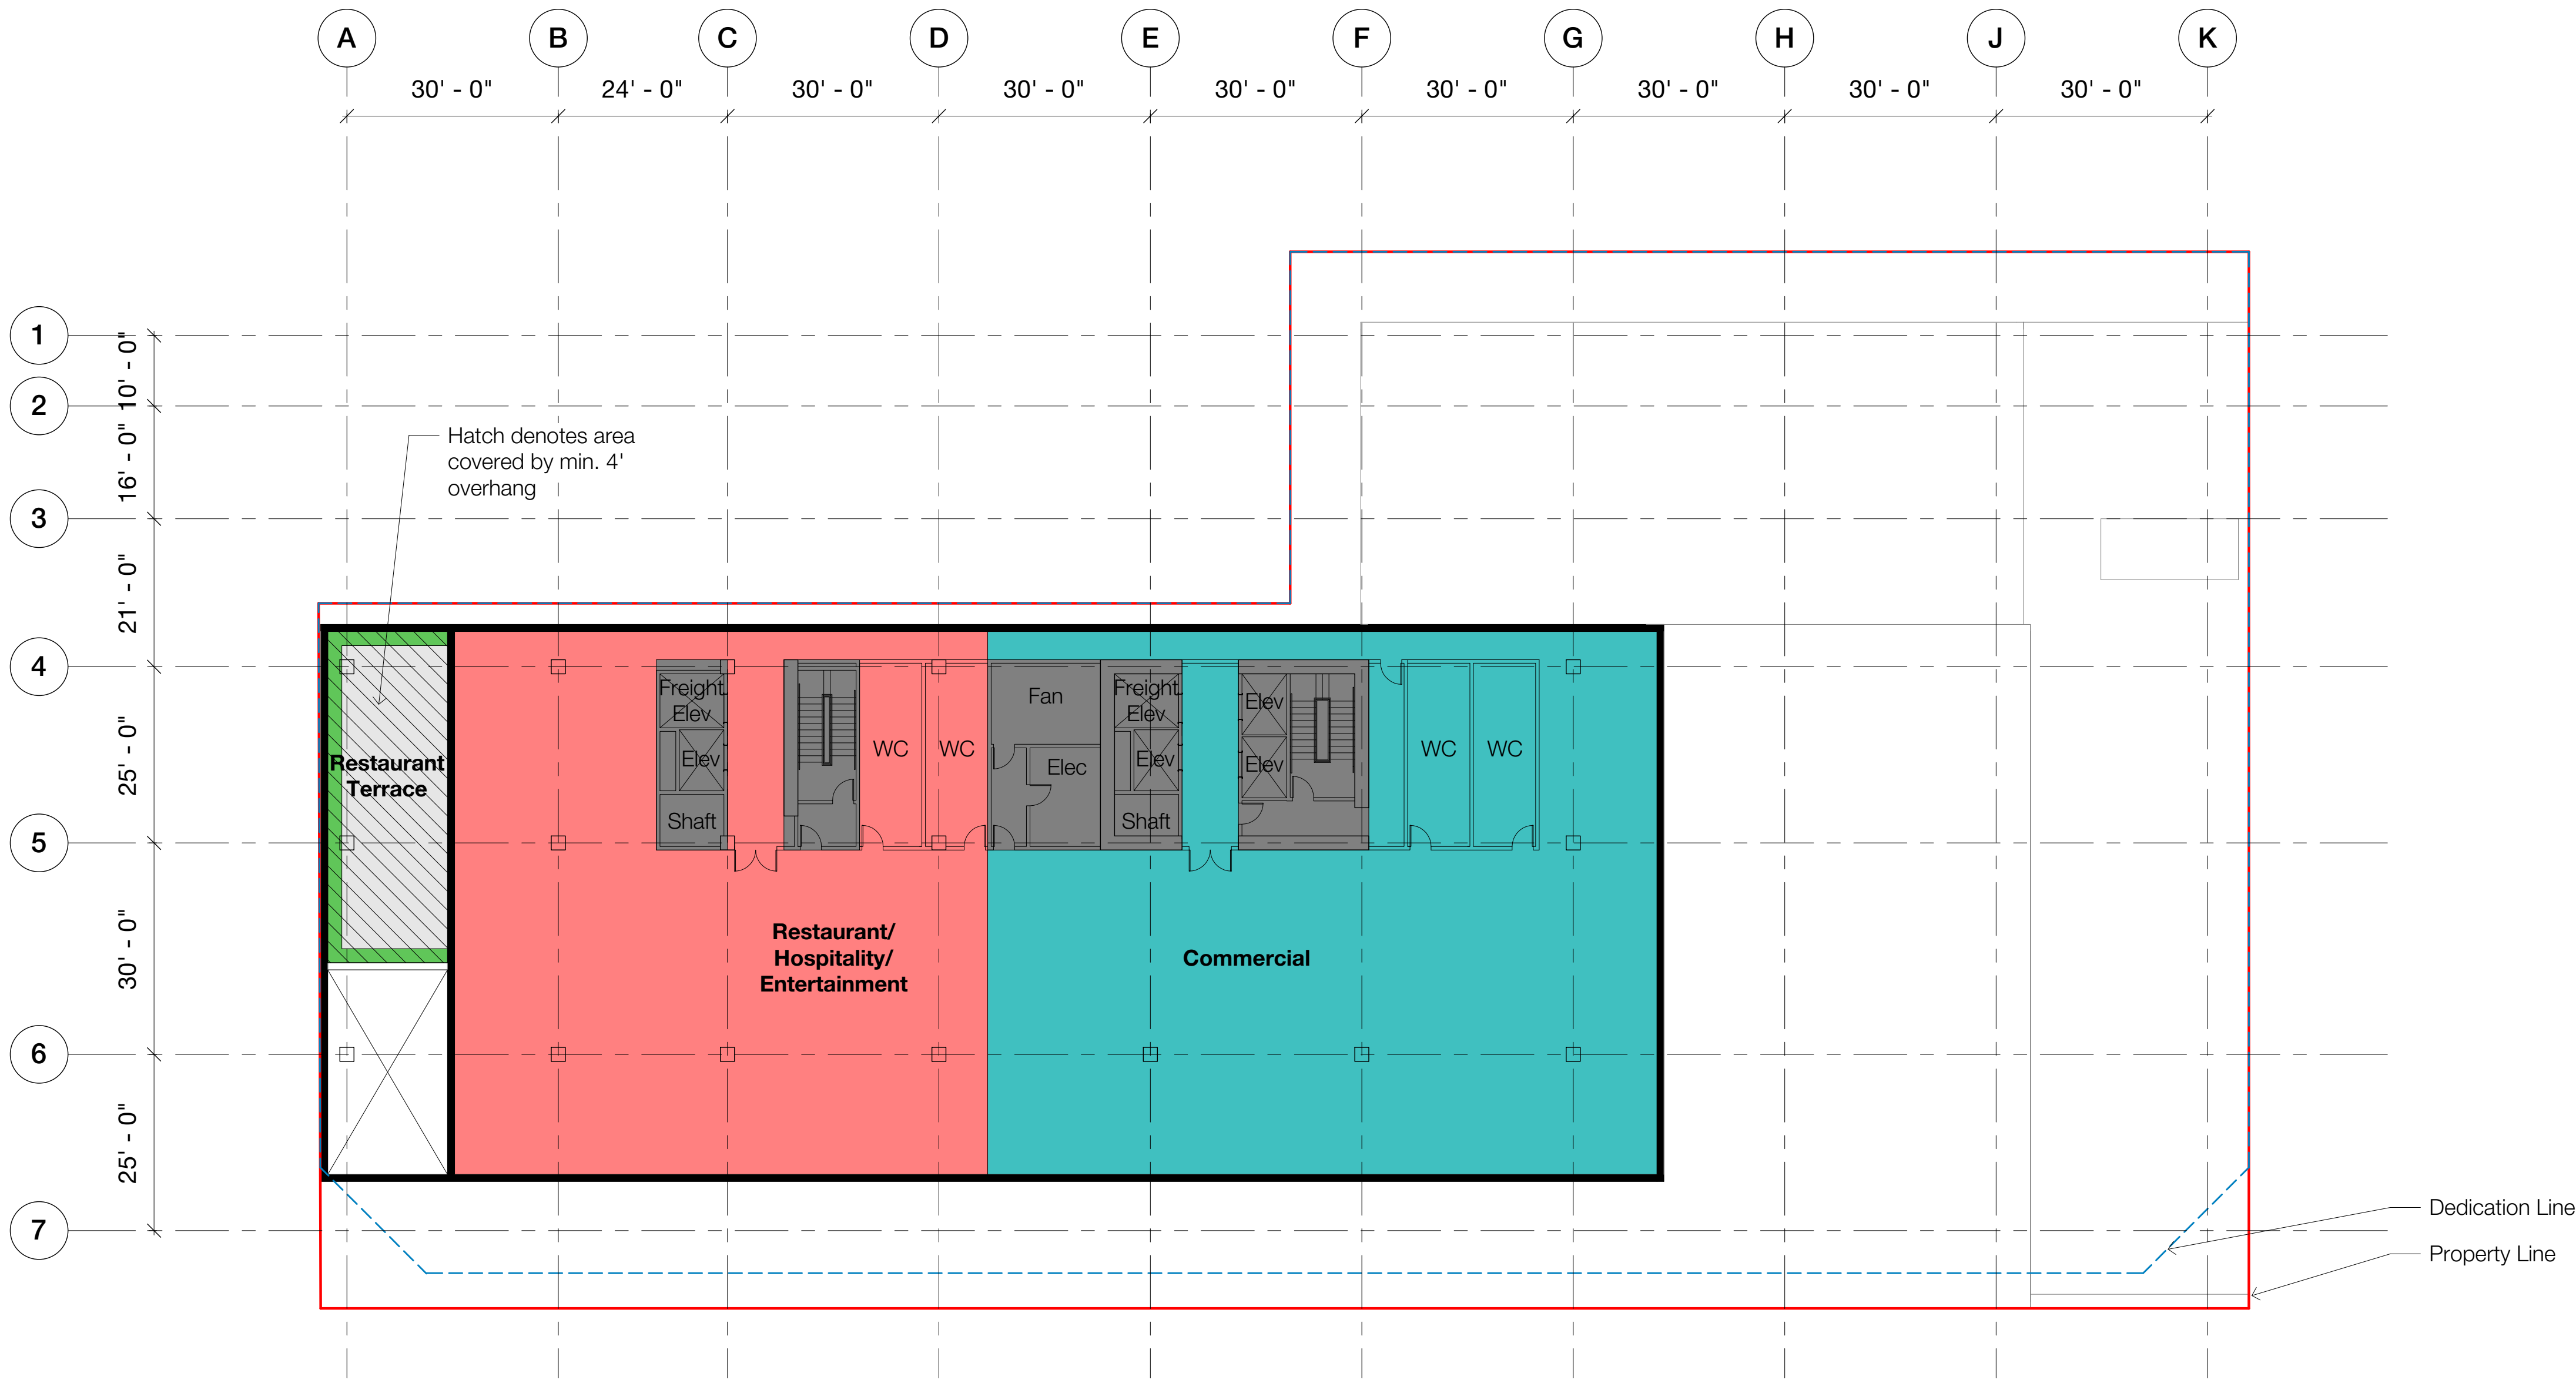 A B C D E F G H J K
30' - 0" 24' - 0" 30' - 0" 30' - 0" 30' - 0" 30' - 0" 30' - 0" 30' - 0" 30' - 0"
1
10' - 0"
2
16' - 0"
3
21' - 0"
4
25' - 0"
5
30' - 0"
6
25' - 0"
7
Hatch denotes area
covered by min. 4'
overhang
Restaurant
Terrace
Freight
Elev
Elev
Shaft
WC
WC
Fan
Elec
Freight
Elev
Elev
Shaft
Elev
Elev
WC
WC
Restaurant/
Hospitality/
Entertainment
Commercial
Dedication Line
Property Line